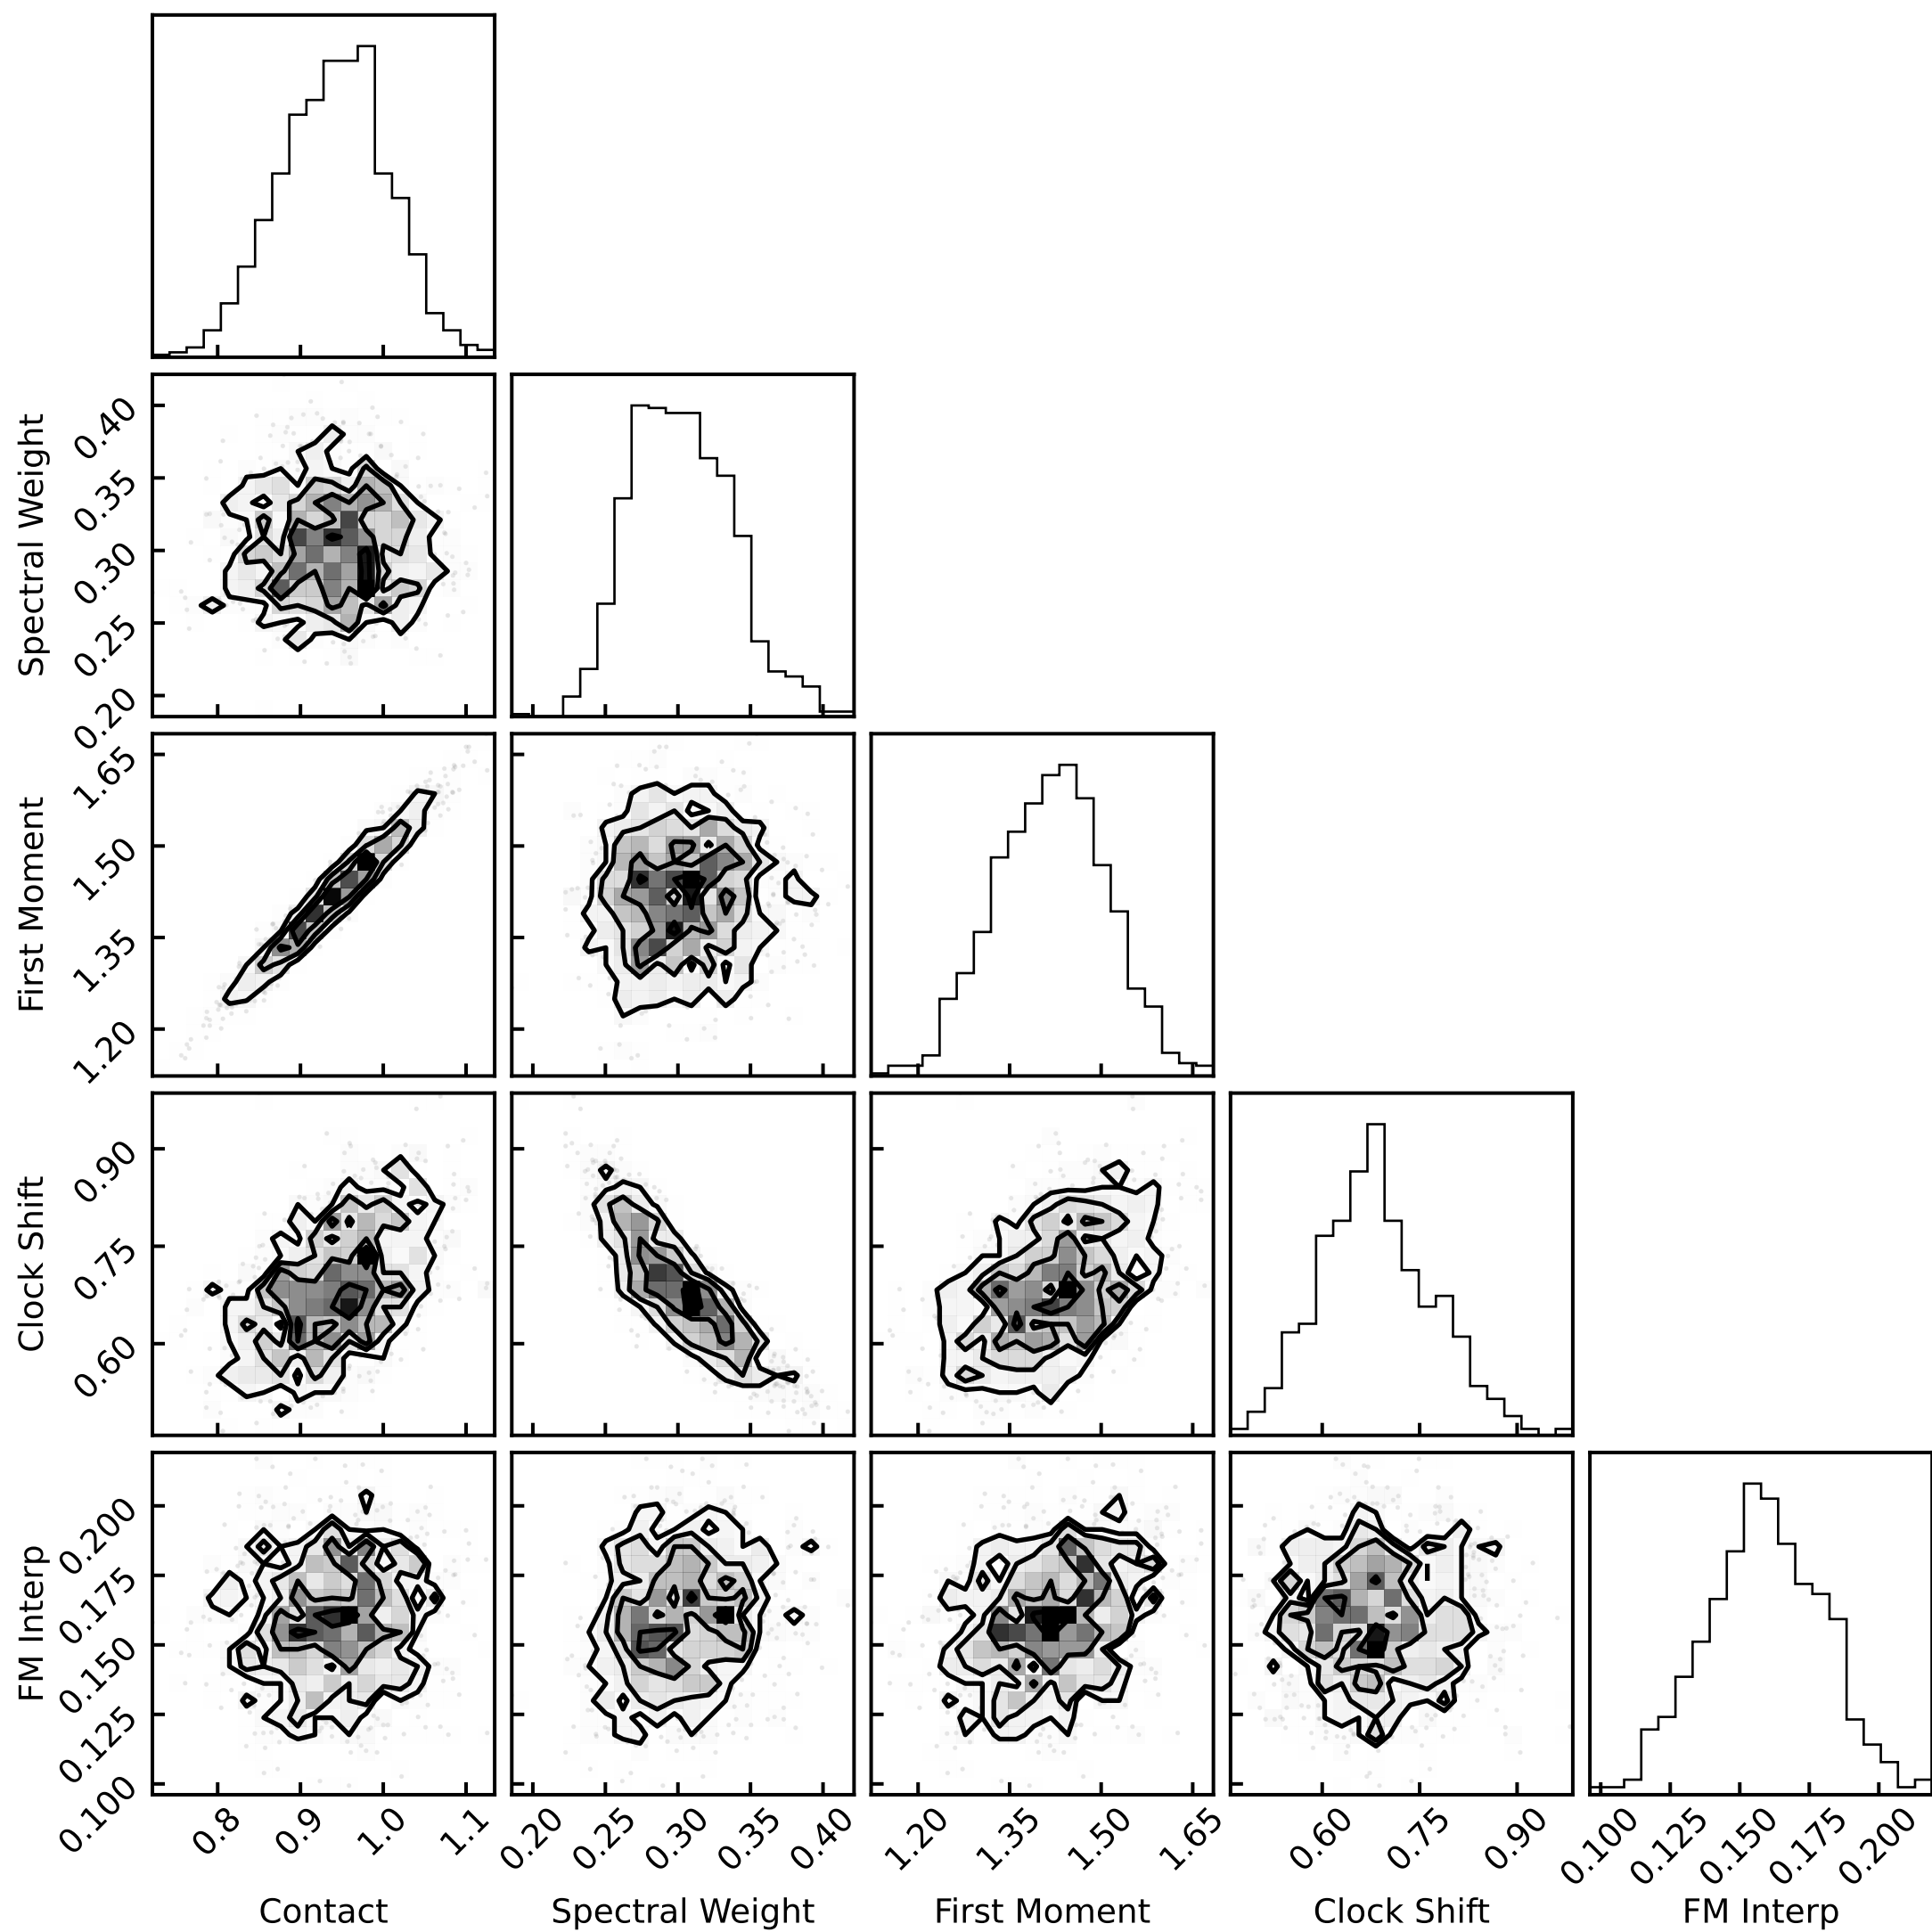 Spectral Weight
0.40
0.35
0.30
0.25
0.20
First Moment
1.65
1.50
1.35
1.20
Clock Shift
0.90
0.75
0.60
FM Interp
0.200
0.175
0.150
0.125
0.100
0.8 0.9 1.0 1.1 0.20 0.25 0.30 0.35 0.40 1.20 1.35 1.50 1.65 0.60 0.75 0.90 0.100 0.125 0.150 0.175 0.200
Contact Spectral Weight First Moment Clock Shift FM Interp